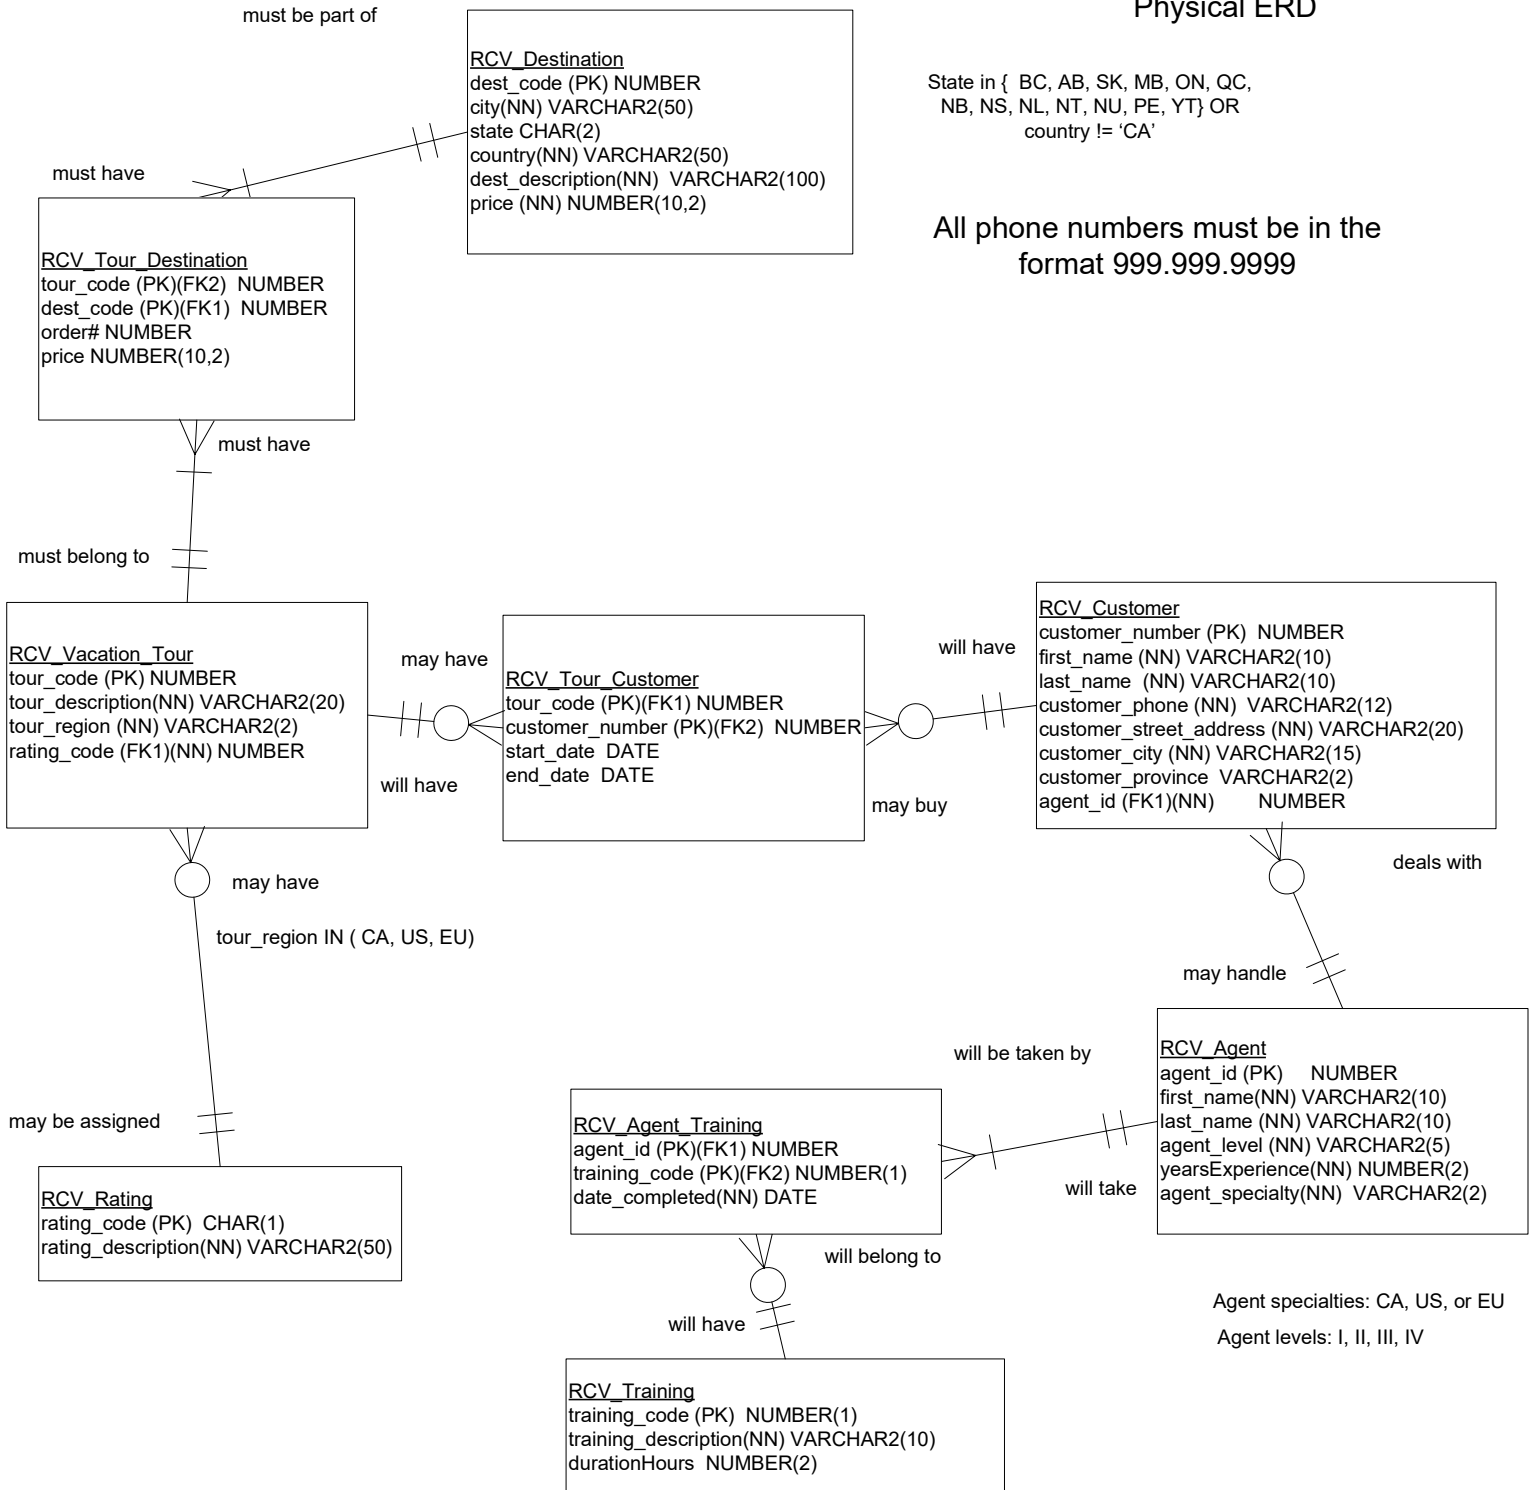 must be part of
Physical ERD
RCV_Destination
dest_code (PK) NUMBER
city(NN) VARCHAR2(50)
state CHAR(2)
country(NN) VARCHAR2(50)
dest_description(NN) VARCHAR2(100)
price (NN) NUMBER(10,2)
State in { BC, AB, SK, MB, ON, QC,
NB, NS, NL, NT, NU, PE, YT} OR
country != ‘CA’
must have
All phone numbers must be in the
format 999.999.9999
RCV_Tour_Destination
tour_code (PK)(FK2) NUMBER
dest_code (PK)(FK1) NUMBER
order# NUMBER
price NUMBER(10,2)
must have
must belong to
RCV_Vacation_Tour
tour_code (PK) NUMBER
tour_description(NN) VARCHAR2(20)
tour_region (NN) VARCHAR2(2)
rating_code (FK1)(NN) NUMBER
may have
will have
RCV_Tour_Customer
tour_code (PK)(FK1) NUMBER
customer_number (PK)(FK2) NUMBER
start_date DATE
end_date DATE
will have
may buy
RCV_Customer
customer_number (PK) NUMBER
first_name (NN) VARCHAR2(10)
last_name (NN) VARCHAR2(10)
customer_phone (NN) VARCHAR2(12)
customer_street_address (NN) VARCHAR2(20)
customer_city (NN) VARCHAR2(15)
customer_province VARCHAR2(2)
agent_id (FK1)(NN) NUMBER
may have
tour_region IN ( CA, US, EU)
deals with
may handle
may be assigned
RCV_Rating
rating_code (PK) CHAR(1)
rating_description(NN) VARCHAR2(50)
will be taken by
will take
RCV_Agent_Training
agent_id (PK)(FK1) NUMBER
training_code (PK)(FK2) NUMBER(1)
date_completed(NN) DATE
RCV_Agent
agent_id (PK) NUMBER
first_name(NN) VARCHAR2(10)
last_name (NN) VARCHAR2(10)
agent_level (NN) VARCHAR2(5)
yearsExperience(NN) NUMBER(2)
agent_specialty(NN) VARCHAR2(2)
will belong to
will have
Agent specialties: CA, US, or EU
Agent levels: I, II, III, IV
RCV_Training
training_code (PK) NUMBER(1)
training_description(NN) VARCHAR2(10)
durationHours NUMBER(2)